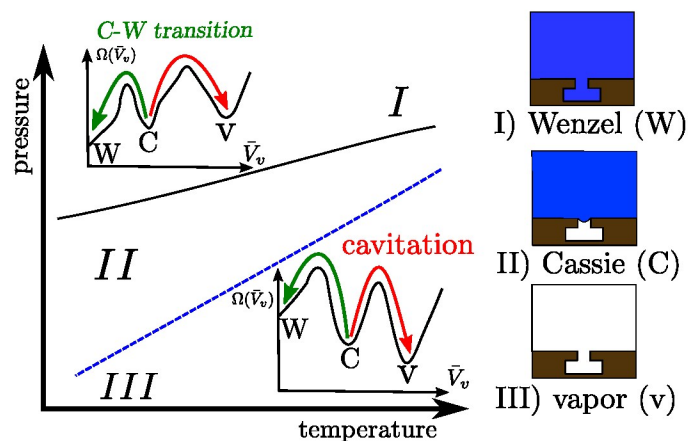 C-W transition
Ω(V̄ᵥ)
I
W
C
V
V̄ᵥ
pressure
II
cavitation
Ω(V̄ᵥ)
W
C
V
V̄ᵥ
III
temperature
I) Wenzel (W)
II) Cassie (C)
III) vapor (v)